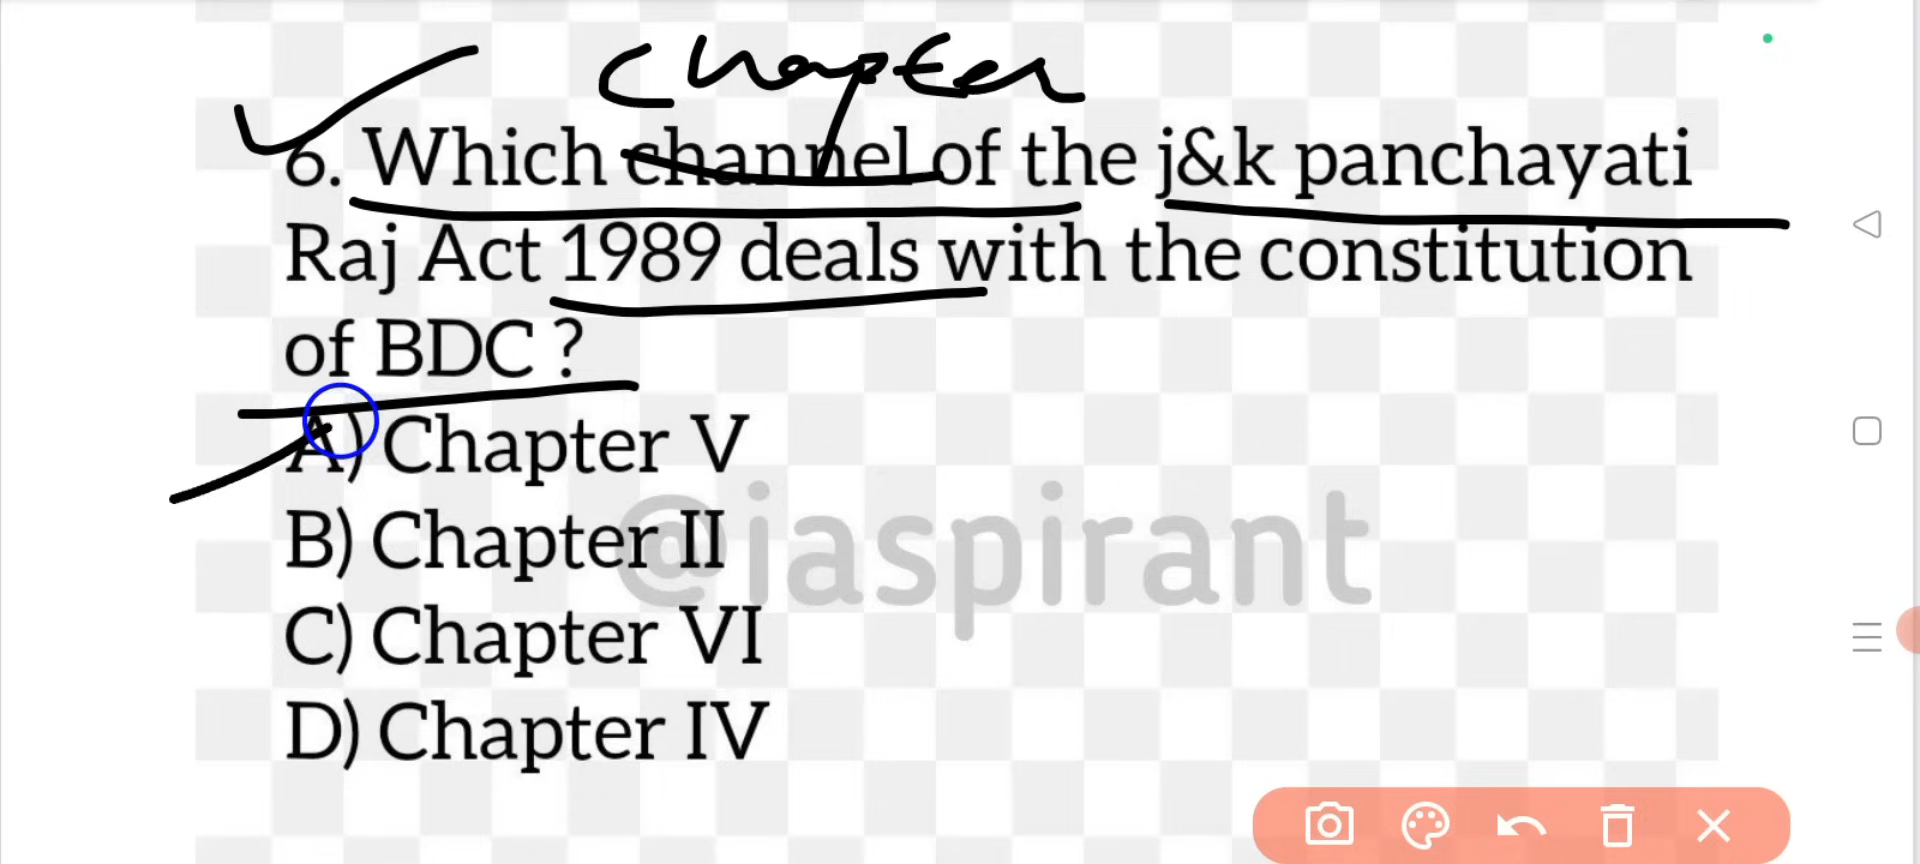 chapter
6. Which channel of the j&k panchayati
Raj Act 1989 deals with the constitution
of BDC ?
A) Chapter V
B) Chapter II
@iaspirant
C) Chapter VI
D) Chapter IV